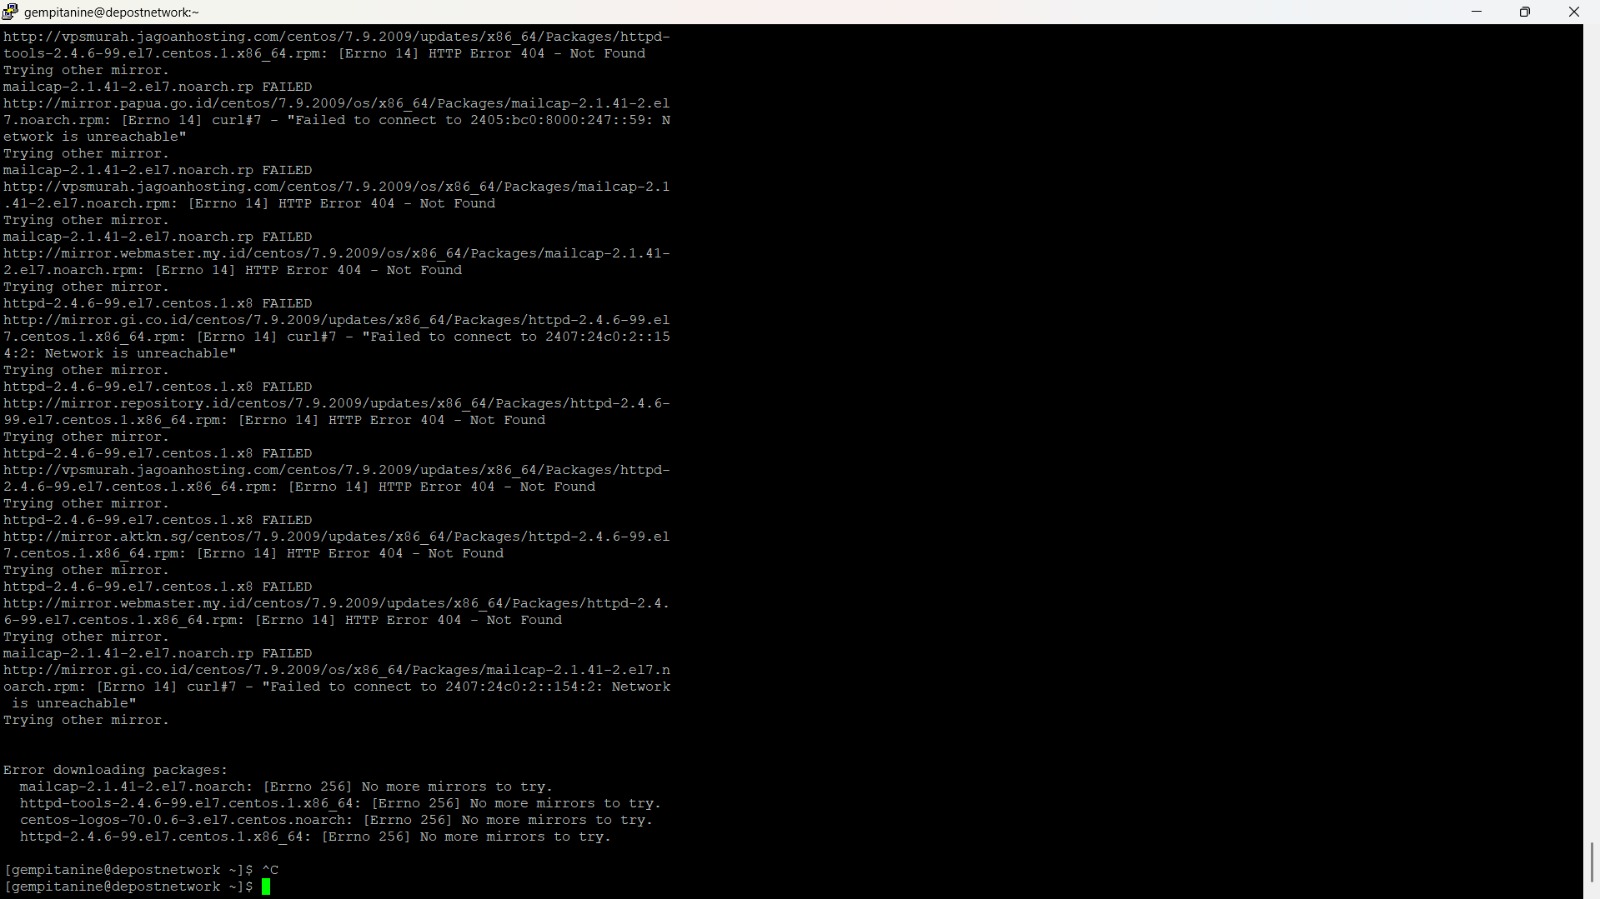 gempitanine@depostnetwork:~
http://vpsmurah.jagoanhosting.com/centos/7.9.2009/updates/x86_64/Packages/httpd-
tools-2.4.6-99.el7.centos.1.x86_64.rpm: [Errno 14] HTTP Error 404 - Not Found
Trying other mirror.
mailcap-2.1.41-2.el7.noarch.rp FAILED
http://mirror.papua.go.id/centos/7.9.2009/os/x86_64/Packages/mailcap-2.1.41-2.el
7.noarch.rpm: [Errno 14] curl#7 - "Failed to connect to 2405:bc0:8000:247::59: N
etwork is unreachable"
Trying other mirror.
mailcap-2.1.41-2.el7.noarch.rp FAILED
http://vpsmurah.jagoanhosting.com/centos/7.9.2009/os/x86_64/Packages/mailcap-2.1
.41-2.el7.noarch.rpm: [Errno 14] HTTP Error 404 - Not Found
Trying other mirror.
mailcap-2.1.41-2.el7.noarch.rp FAILED
http://mirror.webmaster.my.id/centos/7.9.2009/os/x86_64/Packages/mailcap-2.1.41-
2.el7.noarch.rpm: [Errno 14] HTTP Error 404 - Not Found
Trying other mirror.
httpd-2.4.6-99.el7.centos.1.x8 FAILED
http://mirror.gi.co.id/centos/7.9.2009/updates/x86_64/Packages/httpd-2.4.6-99.el
7.centos.1.x86_64.rpm: [Errno 14] curl#7 - "Failed to connect to 2407:24c0:2::15
4:2: Network is unreachable"
Trying other mirror.
httpd-2.4.6-99.el7.centos.1.x8 FAILED
http://mirror.repository.id/centos/7.9.2009/updates/x86_64/Packages/httpd-2.4.6-
99.el7.centos.1.x86_64.rpm: [Errno 14] HTTP Error 404 - Not Found
Trying other mirror.
httpd-2.4.6-99.el7.centos.1.x8 FAILED
http://vpsmurah.jagoanhosting.com/centos/7.9.2009/updates/x86_64/Packages/httpd-
2.4.6-99.el7.centos.1.x86_64.rpm: [Errno 14] HTTP Error 404 - Not Found
Trying other mirror.
httpd-2.4.6-99.el7.centos.1.x8 FAILED
http://mirror.aktkn.sg/centos/7.9.2009/updates/x86_64/Packages/httpd-2.4.6-99.el
7.centos.1.x86_64.rpm: [Errno 14] HTTP Error 404 - Not Found
Trying other mirror.
httpd-2.4.6-99.el7.centos.1.x8 FAILED
http://mirror.webmaster.my.id/centos/7.9.2009/updates/x86_64/Packages/httpd-2.4.
6-99.el7.centos.1.x86_64.rpm: [Errno 14] HTTP Error 404 - Not Found
Trying other mirror.
mailcap-2.1.41-2.el7.noarch.rp FAILED
http://mirror.gi.co.id/centos/7.9.2009/os/x86_64/Packages/mailcap-2.1.41-2.el7.n
oarch.rpm: [Errno 14] curl#7 - "Failed to connect to 2407:24c0:2::154:2: Network
 is unreachable"
Trying other mirror.
Error downloading packages:
  mailcap-2.1.41-2.el7.noarch: [Errno 256] No more mirrors to try.
  httpd-tools-2.4.6-99.el7.centos.1.x86_64: [Errno 256] No more mirrors to try.
  centos-logos-70.0.6-3.el7.centos.noarch: [Errno 256] No more mirrors to try.
  httpd-2.4.6-99.el7.centos.1.x86_64: [Errno 256] No more mirrors to try.
[gempitanine@depostnetwork ~]$ ^C
[gempitanine@depostnetwork ~]$